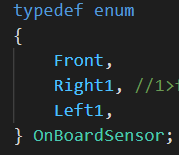 typedef enum
{
Front,
Right1, //1>
Left1,
} OnBoardSensor;